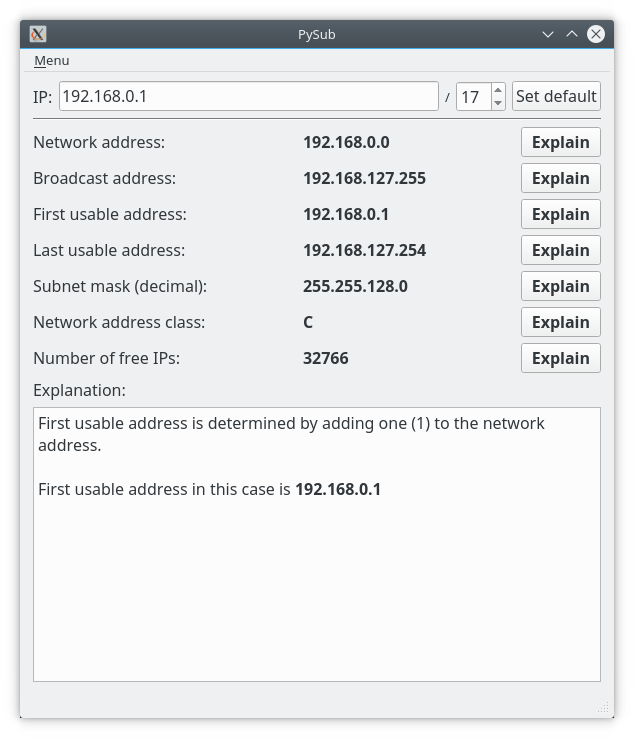 PySub
Menu
IP: 192.168.0.1 / 17 Set default
Network address: 192.168.0.0 Explain
Broadcast address: 192.168.127.255 Explain
First usable address: 192.168.0.1 Explain
Last usable address: 192.168.127.254 Explain
Subnet mask (decimal): 255.255.128.0 Explain
Network address class: C Explain
Number of free IPs: 32766 Explain
Explanation:
First usable address is determined by adding one (1) to the network
address.
First usable address in this case is 192.168.0.1